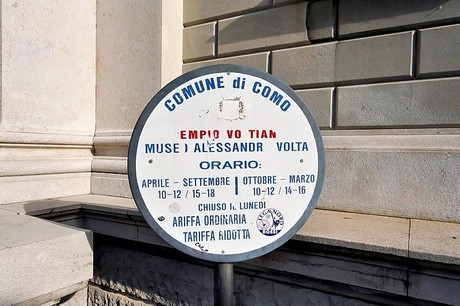 COMUNE di COMO
EMPIO VO TIAN
MUSE ALESSANDR VOLTA
ORARIO:
APRILE - SETTEMBRE | OTTOBRE - MARZO
10-12 / 15-18 | 10-12 / 14-16
CHIUSO IL LUNEDI
ARIFFA ORDINARIA
TARIFFA RIDOTTA